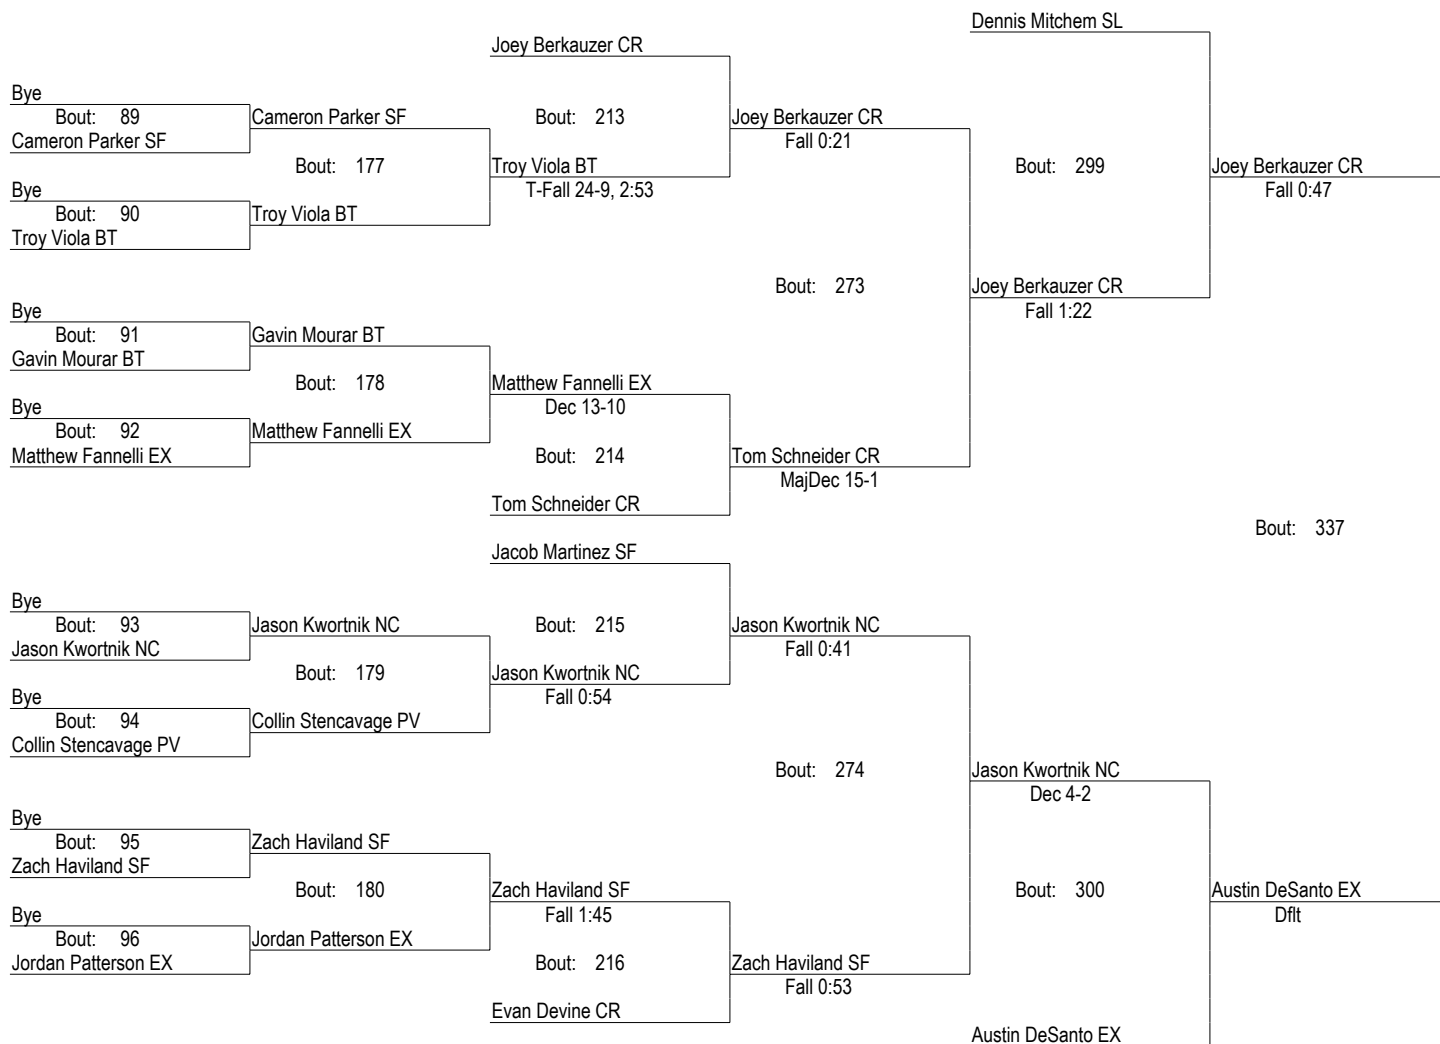 Dennis Mitchem SL
Joey Berkauzer CR
Bye
Bout: 89
Cameron Parker SF
Bout: 213
Joey Berkauzer CR
Cameron Parker SF
Fall 0:21
Bout: 177
Troy Viola BT
Bout: 299
Joey Berkauzer CR
Bye
T-Fall 24-9, 2:53
Fall 0:47
Bout: 90
Troy Viola BT
Troy Viola BT
Bout: 273
Joey Berkauzer CR
Bye
Fall 1:22
Bout: 91
Gavin Mourar BT
Gavin Mourar BT
Bout: 178
Matthew Fannelli EX
Bye
Dec 13-10
Bout: 92
Matthew Fannelli EX
Matthew Fannelli EX
Bout: 214
Tom Schneider CR
MajDec 15-1
Tom Schneider CR
Bout: 337
Jacob Martinez SF
Bye
Bout: 93
Jason Kwortnik NC
Bout: 215
Jason Kwortnik NC
Jason Kwortnik NC
Fall 0:41
Bout: 179
Jason Kwortnik NC
Bye
Fall 0:54
Bout: 94
Collin Stencavage PV
Collin Stencavage PV
Bout: 274
Jason Kwortnik NC
Dec 4-2
Bye
Bout: 95
Zach Haviland SF
Zach Haviland SF
Bout: 180
Zach Haviland SF
Bout: 300
Austin DeSanto EX
Bye
Fall 1:45
Dflt
Bout: 96
Jordan Patterson EX
Jordan Patterson EX
Bout: 216
Zach Haviland SF
Fall 0:53
Evan Devine CR
Austin DeSanto EX